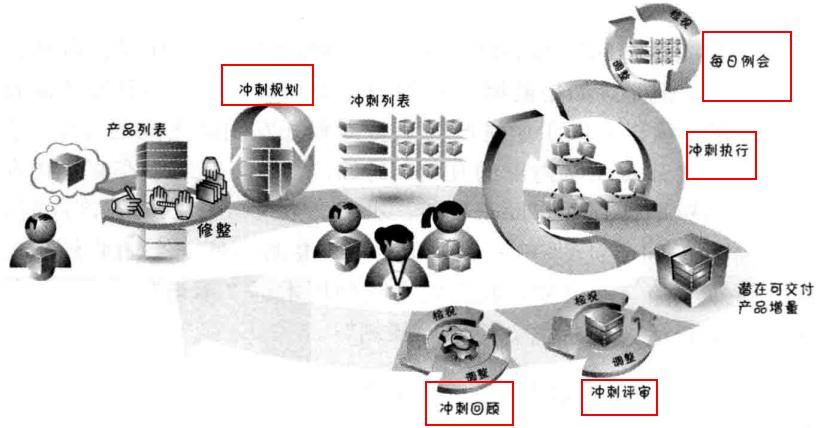 检视
调整
每日例会
冲刺规划
冲刺列表
产品列表
冲刺执行
修整
潜在可交付
产品增量
检视
调整
冲刺评审
检视
调整
冲刺回顾